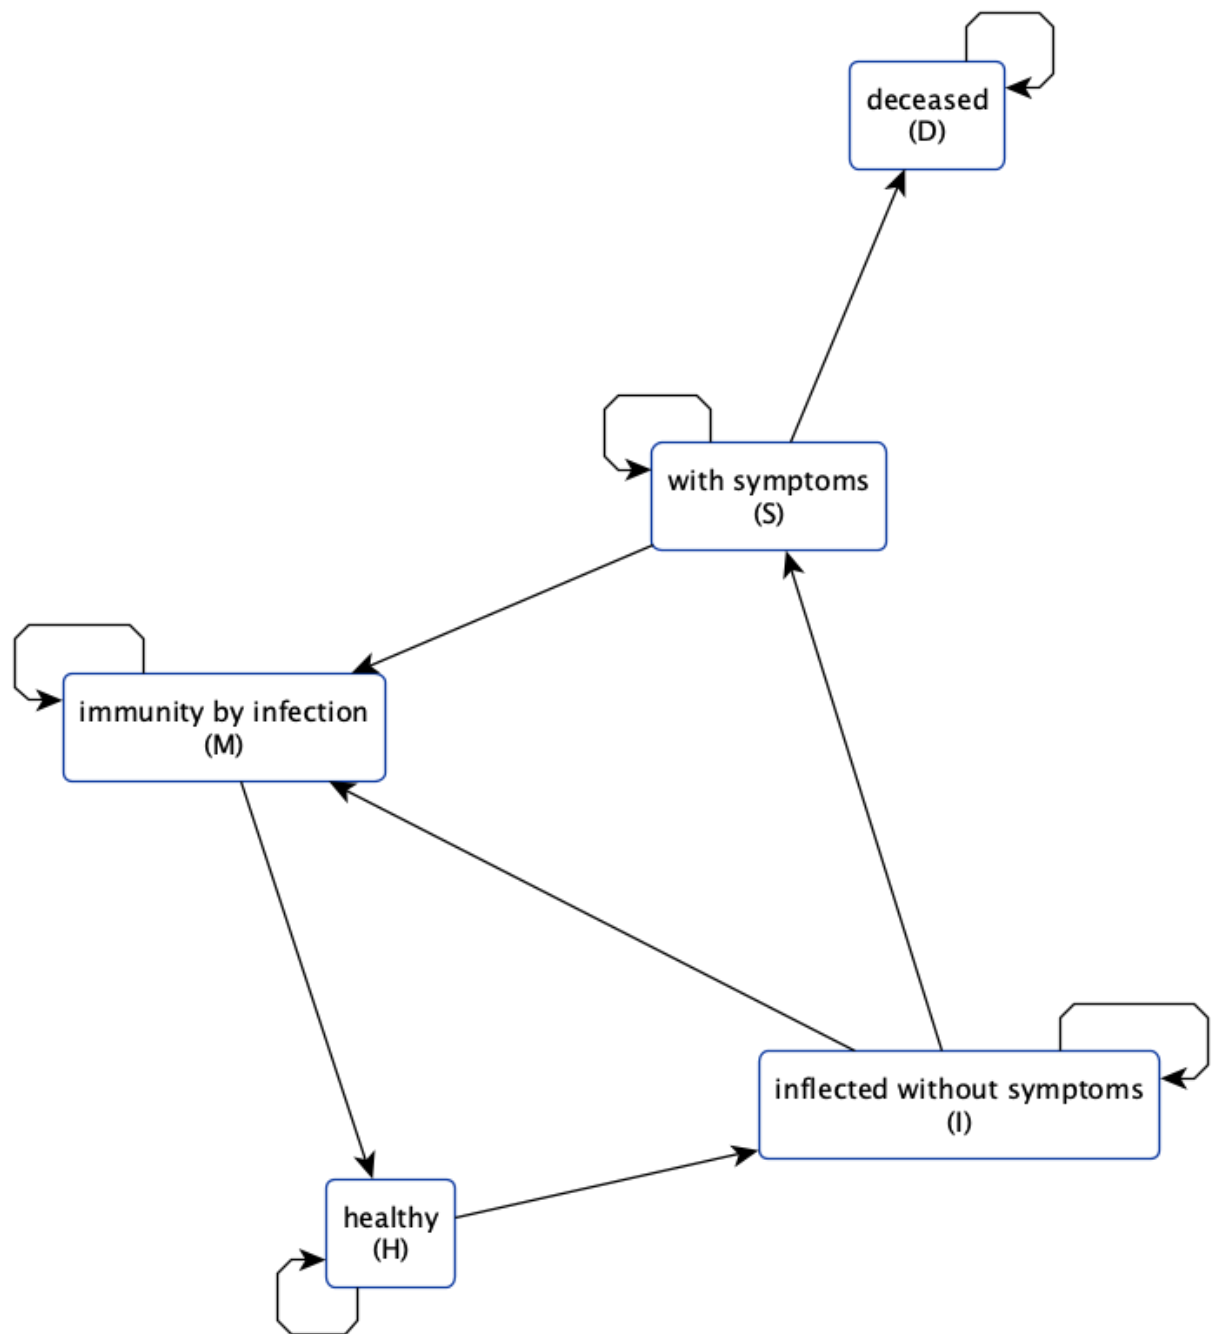 deceased
(D)
with symptoms
(S)
immunity by infection
(M)
inflected without symptoms
(I)
healthy
(H)